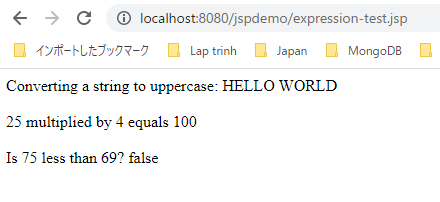 localhost:8080/jspdemo/expression-test.jsp
インポートしたブックマーク Lap trinh Japan MongoDB
Converting a string to uppercase: HELLO WORLD
25 multiplied by 4 equals 100
Is 75 less than 69? false